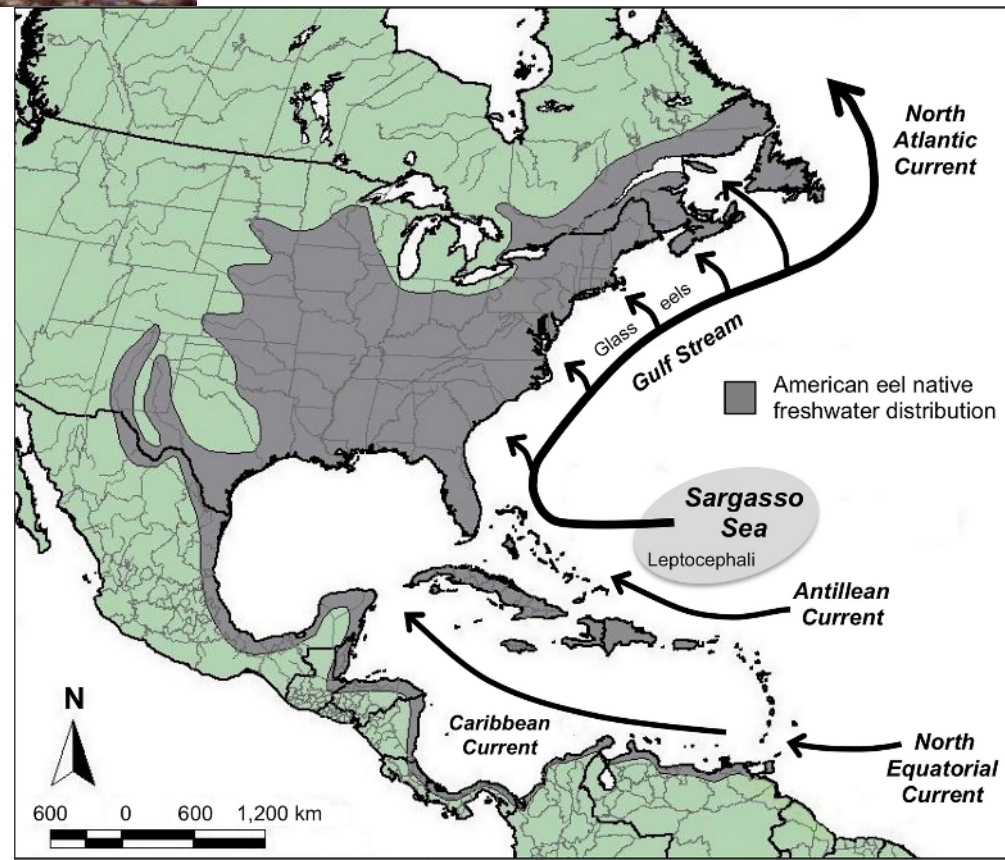 North
Atlantic
Current
Glass eels
Gulf Stream
American eel native
freshwater distribution
Sargasso
Sea
Leptocephali
Antillean
Current
Caribbean
Current
North
Equatorial
Current
N
600 0 600 1,200 km